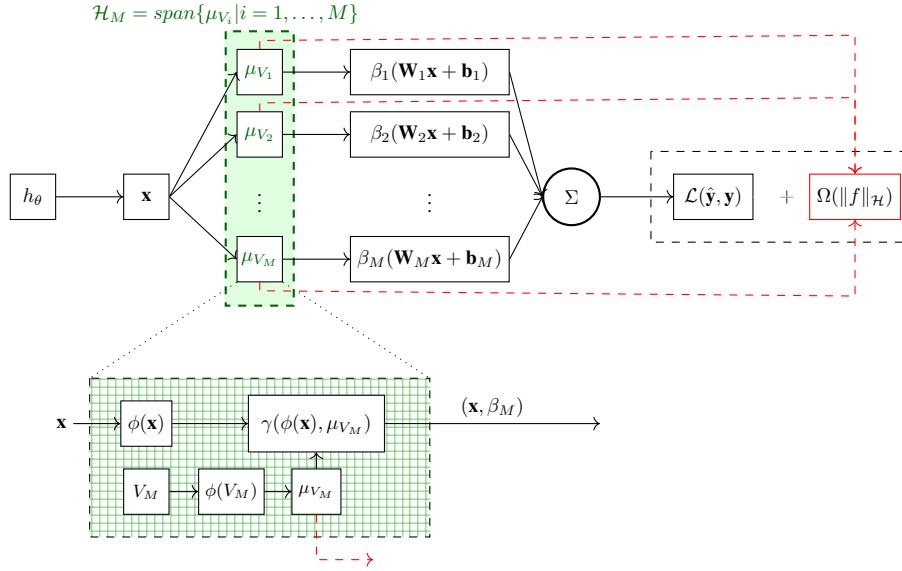 ℋ_M = span{μ_{V_i}|i = 1, . . . , M}
μ_{V_1}
β_1(W_1x + b_1)
μ_{V_2}
β_2(W_2x + b_2)
h_θ
x
⋮
⋮
Σ
ℒ(ŷ, y)
+
Ω(‖f‖_ℋ)
μ_{V_M}
β_M(W_Mx + b_M)
x
ϕ(x)
γ(ϕ(x), μ_{V_M})
(x, β_M)
V_M
ϕ(V_M)
μ_{V_M}